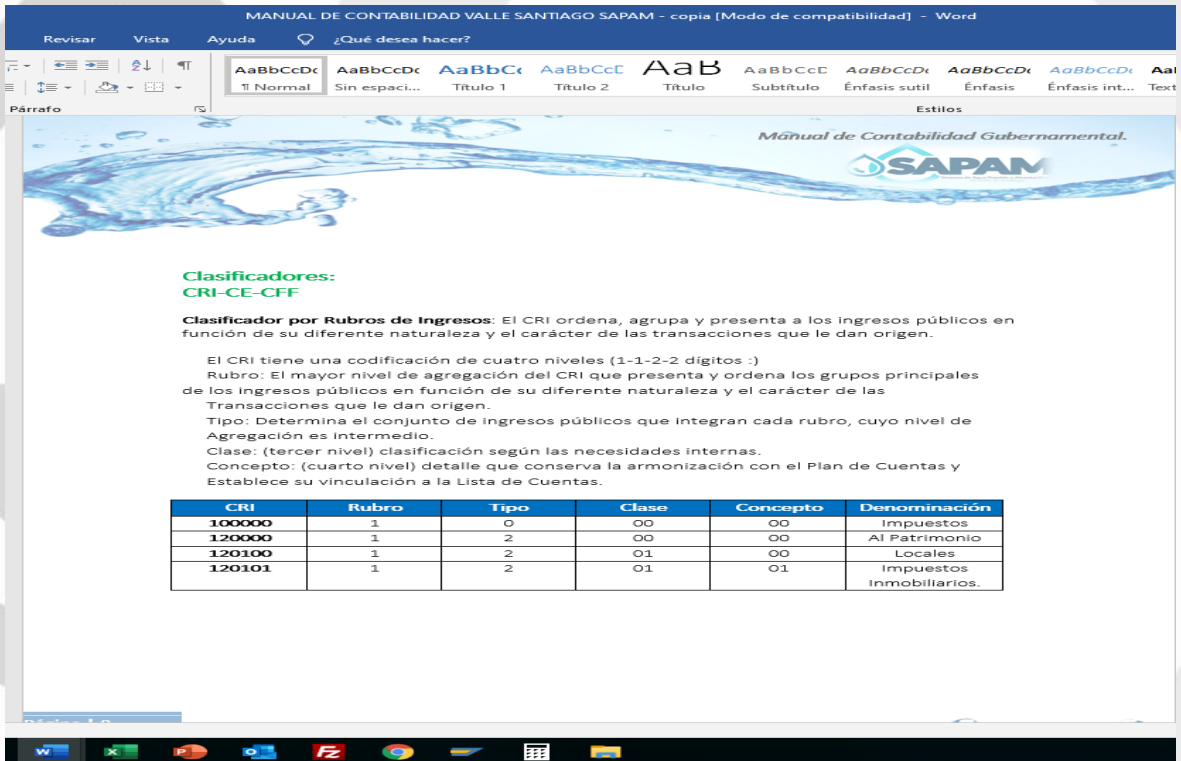 MANUAL DE CONTABILIDAD VALLE SANTIAGO SAPAM - copia [Modo de compatibilidad] - Word
Revisar Vista Ayuda ¿Qué desea hacer?
AaBbCcDc AaBbCcDc AaBbCc AaBbCcD AaB AaBbCcD AaBbCcDc AaBbCcDc AaBbCcDc AaI
¶ Normal Sin espaci... Título 1 Título 2 Título Subtítulo Énfasis sutil Énfasis Énfasis int... Text
Párrafo Estilos
Manual de Contabilidad Gubernamental.
SAPAM
Clasificadores:
CRI-CE-CFF
Clasificador por Rubros de Ingresos: El CRI ordena, agrupa y presenta a los ingresos públicos en
función de su diferente naturaleza y el carácter de las transacciones que le dan origen.
El CRI tiene una codificación de cuatro niveles (1-1-2-2 dígitos :)
Rubro: El mayor nivel de agregación del CRI que presenta y ordena los grupos principales
de los ingresos públicos en función de su diferente naturaleza y el carácter de las
Transacciones que le dan origen.
Tipo: Determina el conjunto de ingresos públicos que integran cada rubro, cuyo nivel de
Agregación es intermedio.
Clase: (tercer nivel) clasificación según las necesidades internas.
Concepto: (cuarto nivel) detalle que conserva la armonización con el Plan de Cuentas y
Establece su vinculación a la Lista de Cuentas.
CRI Rubro Tipo Clase Concepto Denominación
100000 1 0 00 00 Impuestos
120000 1 2 00 00 Al Patrimonio
120100 1 2 01 00 Locales
120101 1 2 01 01 Impuestos
Inmobiliarios.